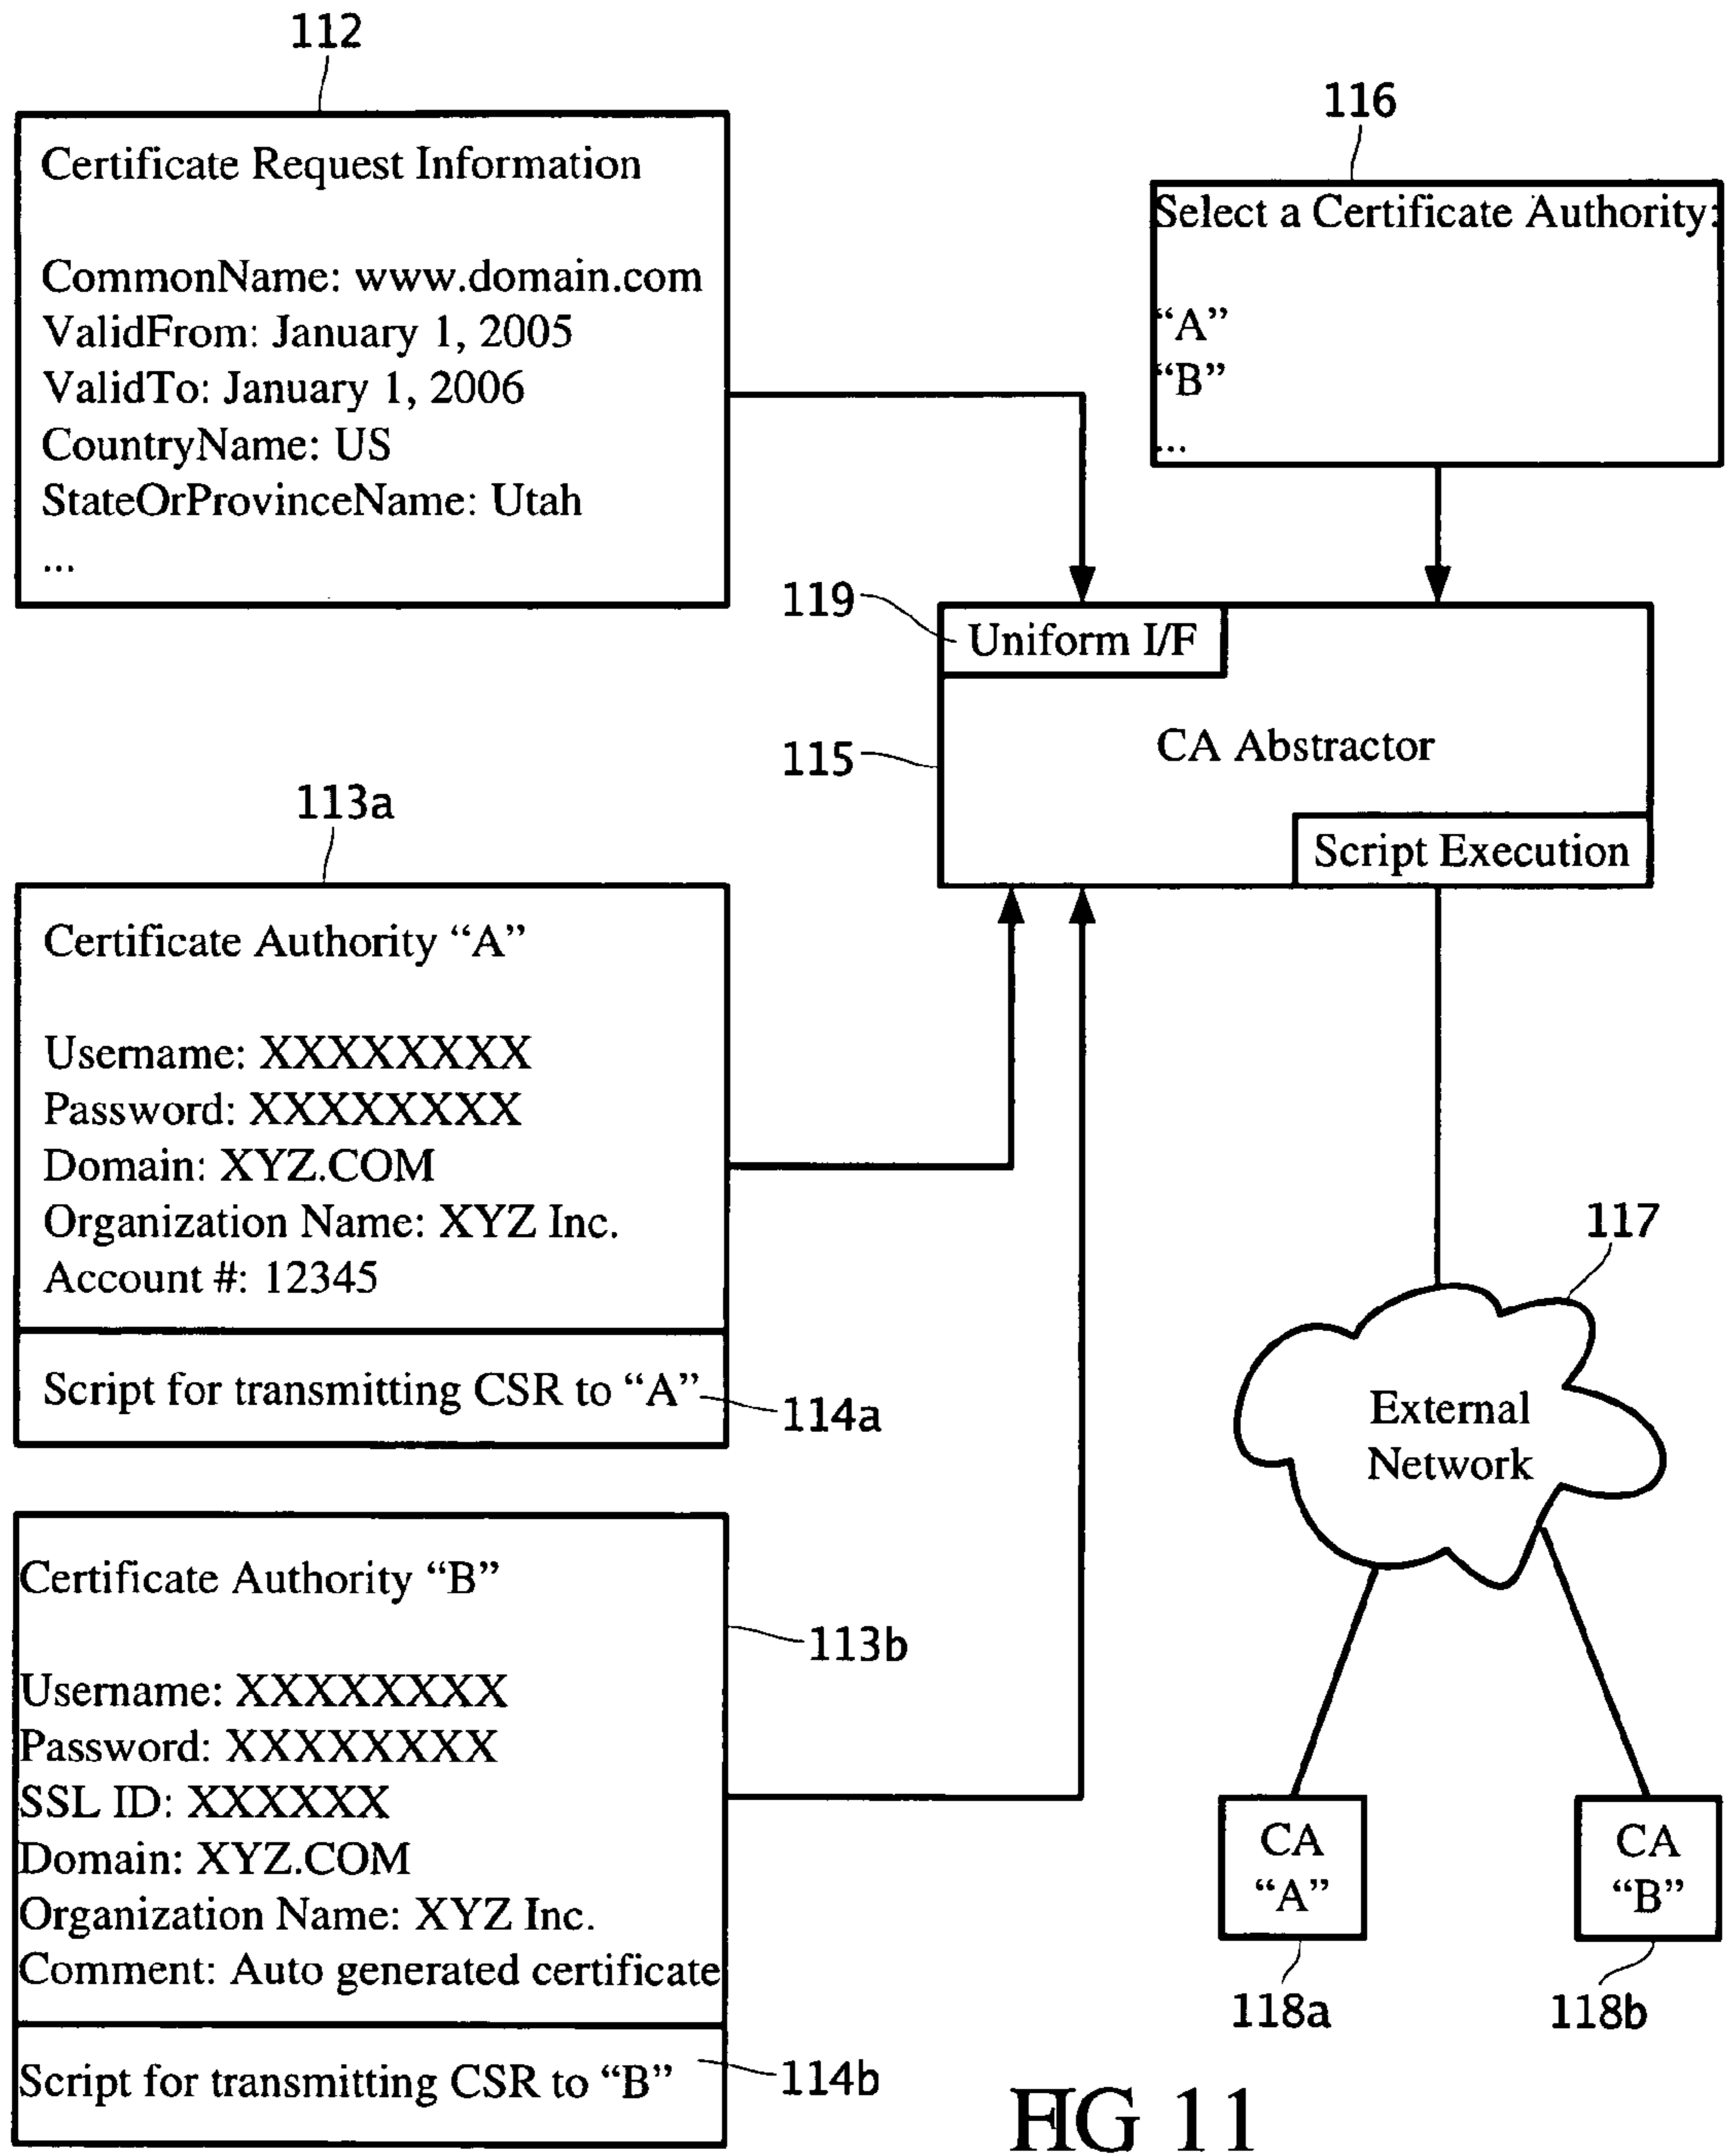 112
Certificate Request Information
CommonName: www.domain.com
ValidFrom: January 1, 2005
ValidTo: January 1, 2006
CountryName: US
StateOrProvinceName: Utah
...
116
Select a Certificate Authority:
“A”
“B”
...
119
Uniform I/F
115
CA Abstractor
Script Execution
113a
Certificate Authority “A”
Username: XXXXXXXX
Password: XXXXXXXX
Domain: XYZ.COM
Organization Name: XYZ Inc.
Account #: 12345
Script for transmitting CSR to “A”
114a
Certificate Authority “B”
113b
Username: XXXXXXXX
Password: XXXXXXXX
SSL ID: XXXXXX
Domain: XYZ.COM
Organization Name: XYZ Inc.
Comment: Auto generated certificate
Script for transmitting CSR to “B”
114b
117
External
Network
CA
“A”
CA
“B”
118a
118b
FIG 11